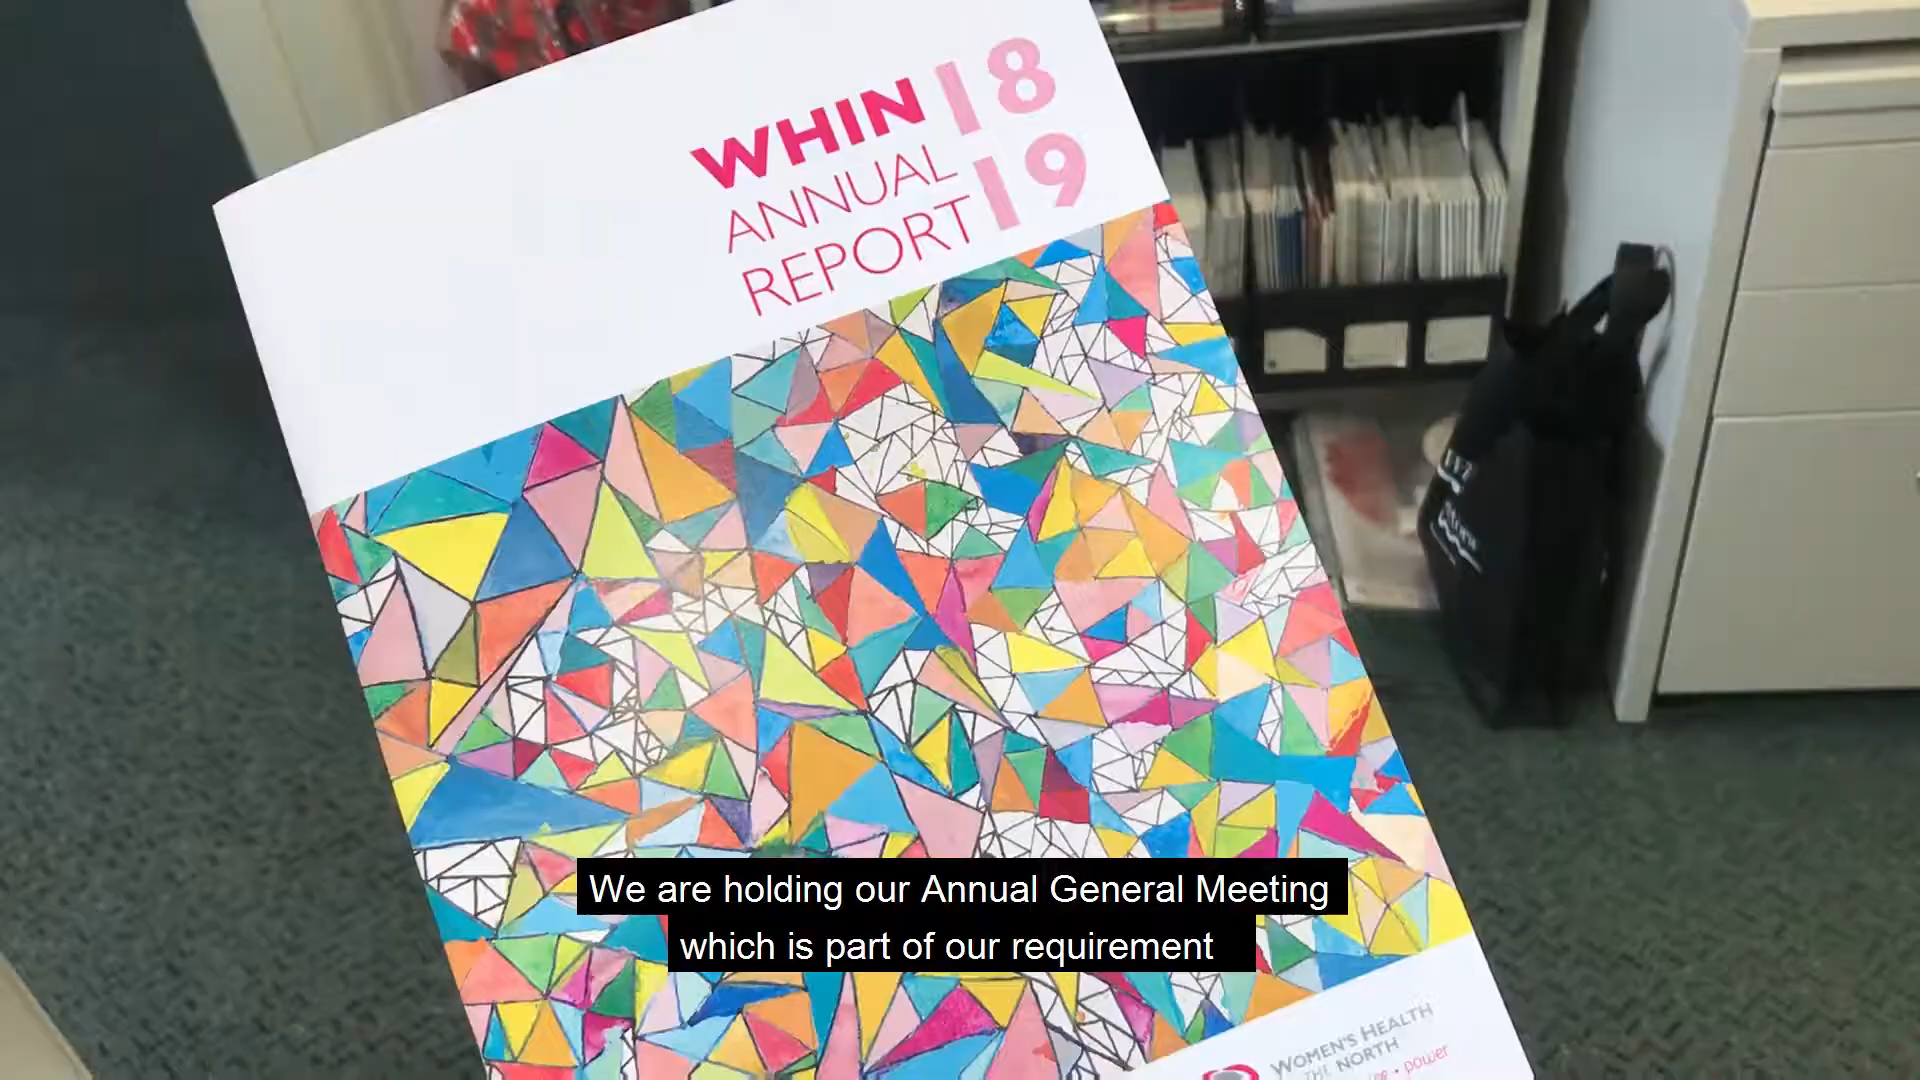 WHIN 18
ANNUAL 19
REPORT
We are holding our Annual General Meeting
which is part of our requirement
WOMEN'S HEALTH
THE NORTH
• power